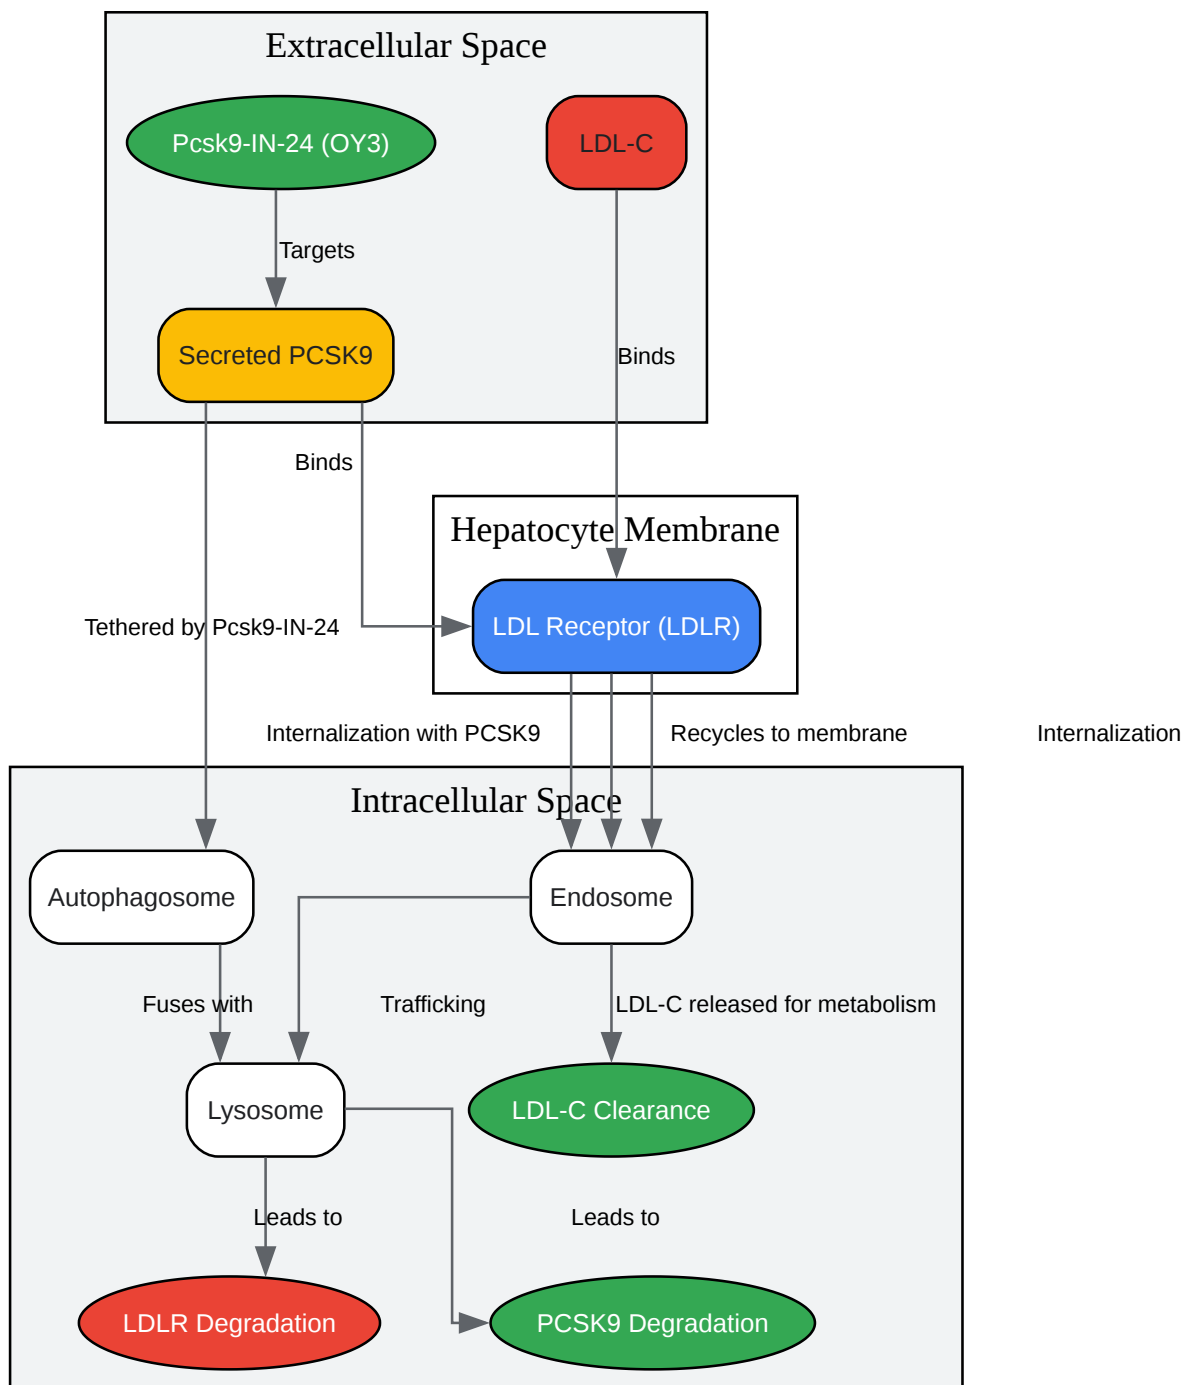 Extracellular Space
Pcsk9-IN-24 (OY3)
LDL-C
Targets
Secreted PCSK9
Binds
Binds
Hepatocyte Membrane
Tethered by Pcsk9-IN-24
LDL Receptor (LDLR)
Internalization with PCSK9
Recycles to membrane
Internalization
Intracellular Space
Autophagosome
Endosome
Fuses with
Trafficking
LDL-C released for metabolism
Lysosome
LDL-C Clearance
Leads to
Leads to
LDLR Degradation
PCSK9 Degradation